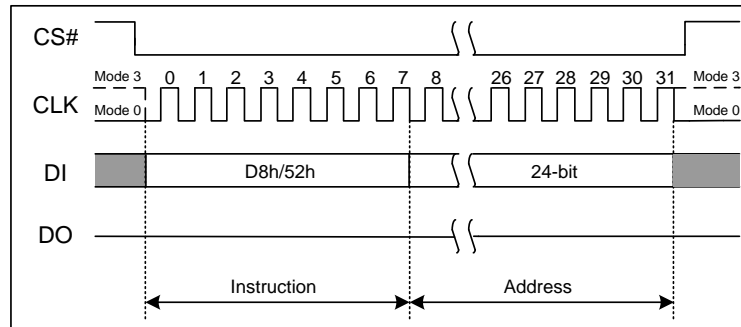 CS#
Mode 3 0 1 2 3 4 5 6 7 8 26 27 28 29 30 31 Mode 3
CLK Mode 0 Mode 0
DI D8h/52h 24-bit
DO
Instruction Address